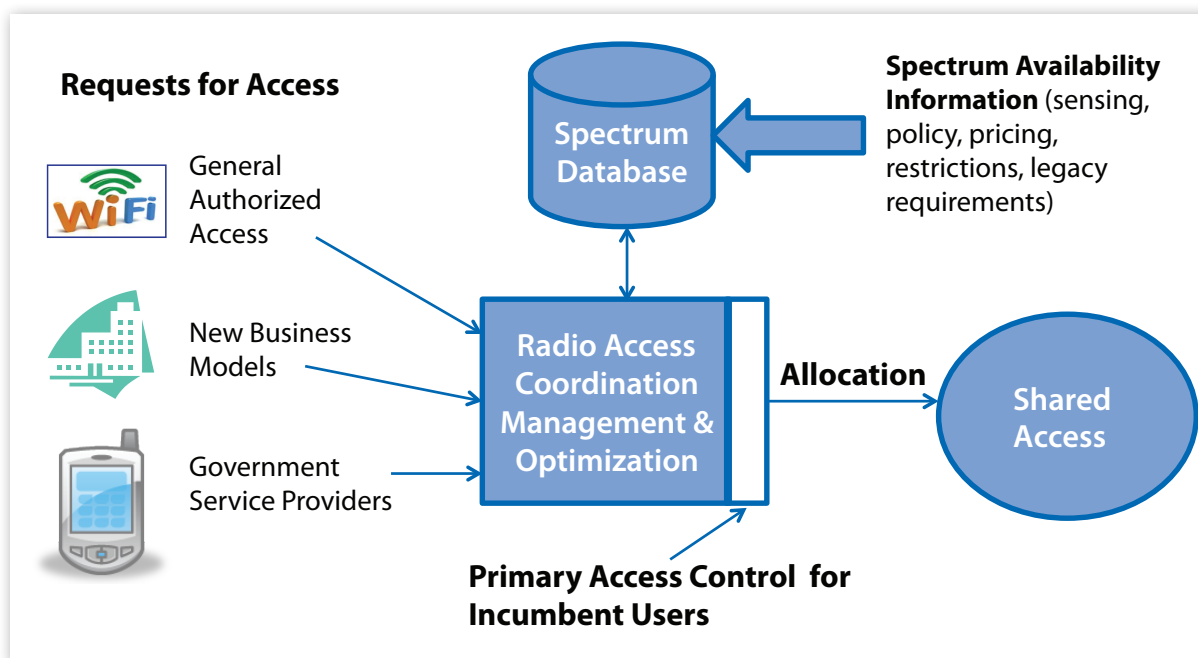 Requests for Access
WiFi
General
Authorized
Access
New Business
Models
Government
Service Providers
Spectrum
Database
Spectrum Availability
Information (sensing,
policy, pricing,
restrictions, legacy
requirements)
Radio Access
Coordination
Management &
Optimization
Allocation
Shared
Access
Primary Access Control for
Incumbent Users